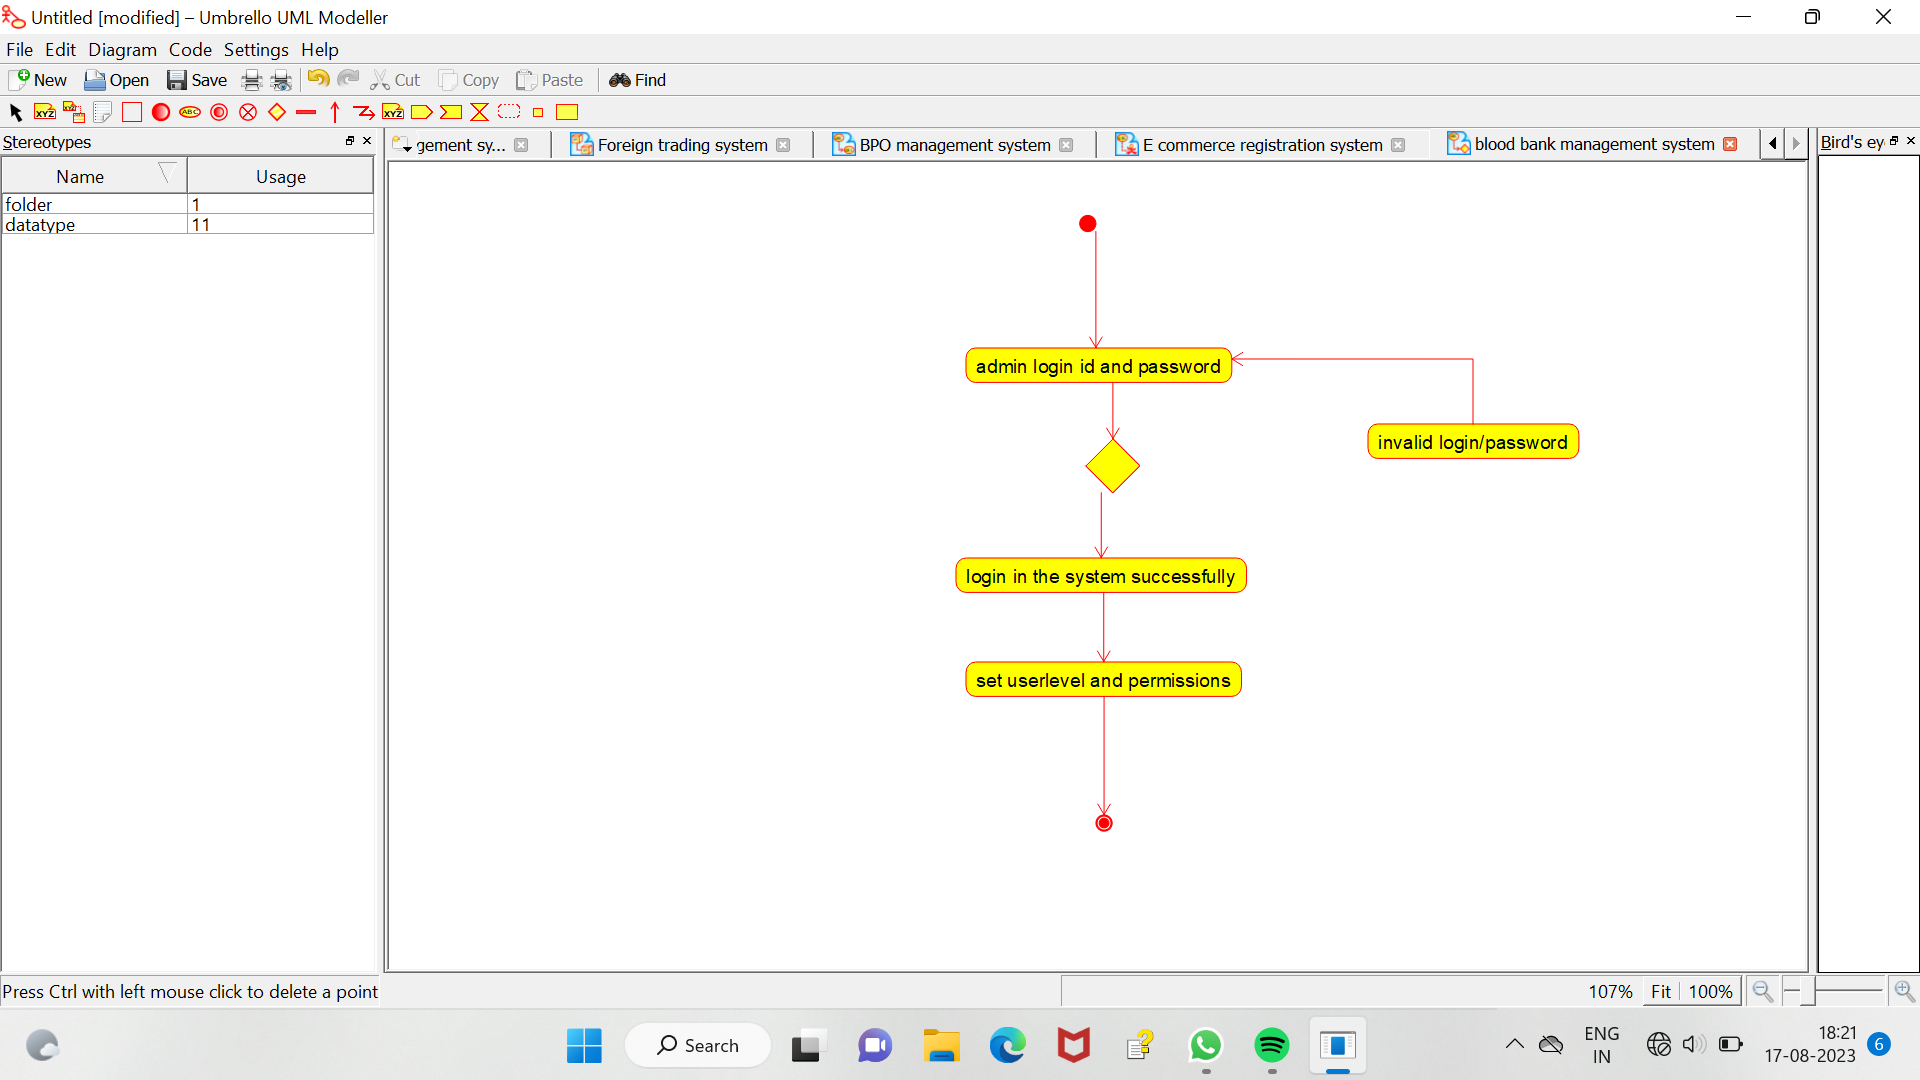 Untitled [modified] – Umbrello UML Modeller
File Edit Diagram Code Settings Help
New Open Save Cut Copy Paste Find
XYZ XYZ ABC XYZ
Stereotypes
gement sy... Foreign trading system BPO management system E commerce registration system blood bank management system
Bird's ey
Name Usage
folder 1
datatype 11
admin login id and password
invalid login/password
login in the system successfully
set userlevel and permissions
Press Ctrl with left mouse click to delete a point
107% Fit 100%
Search
ENG
IN
18:21
17-08-2023
6